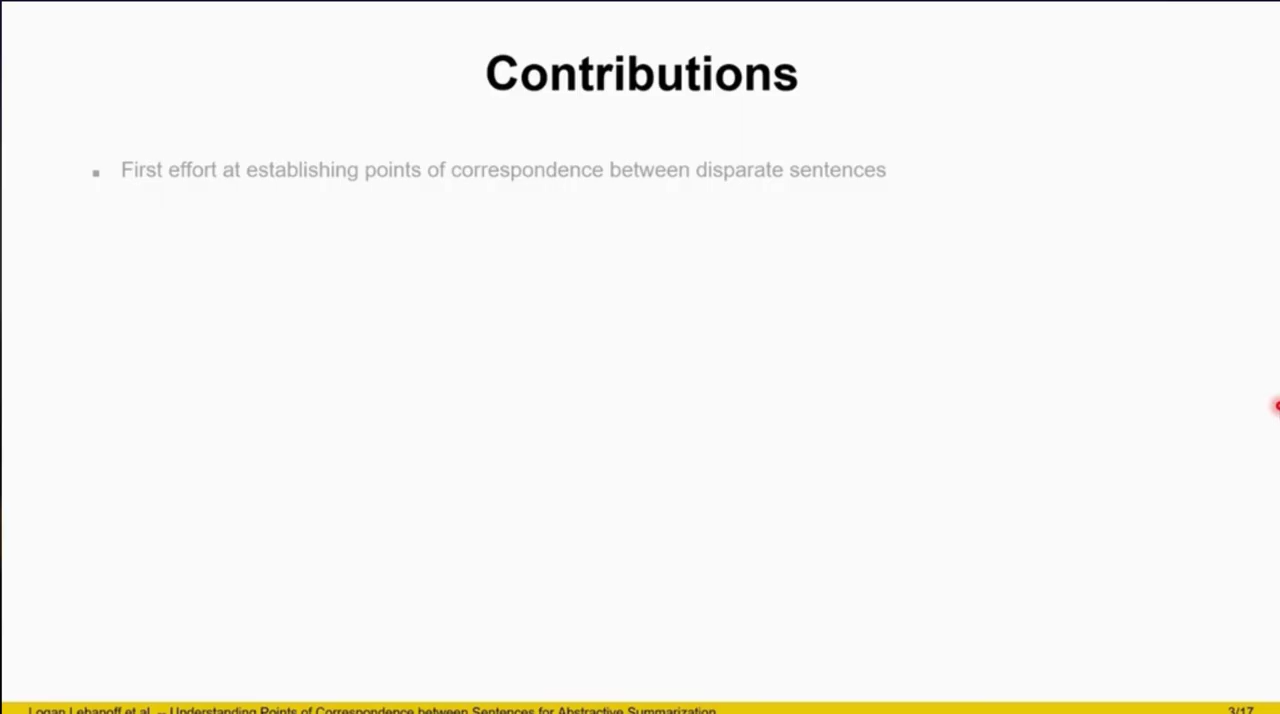 Contributions
▪ First effort at establishing points of correspondence between disparate sentences
Logan Lebanoff et al. – Understanding Points of Correspondence between Sentences for Abstractive Summarization 3/17